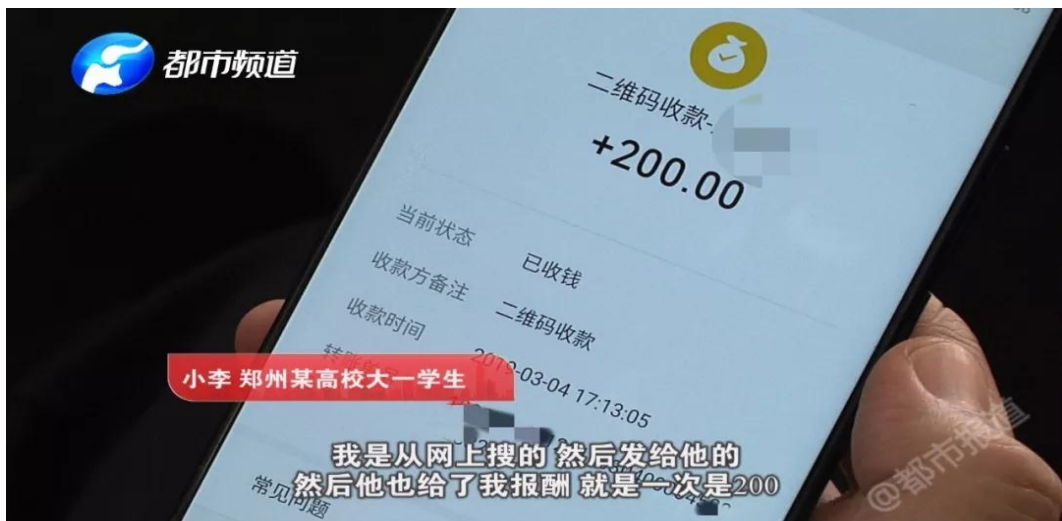 都市频道
二维码收款-
+200.00
当前状态
已收钱
收款方备注
二维码收款
收款时间
2019-03-04 17:13:05
小李 郑州某高校大一学生
我是从网上搜的 然后发给他的
然后他也给了我报酬 就是一次是200
常见问题
@都市报道